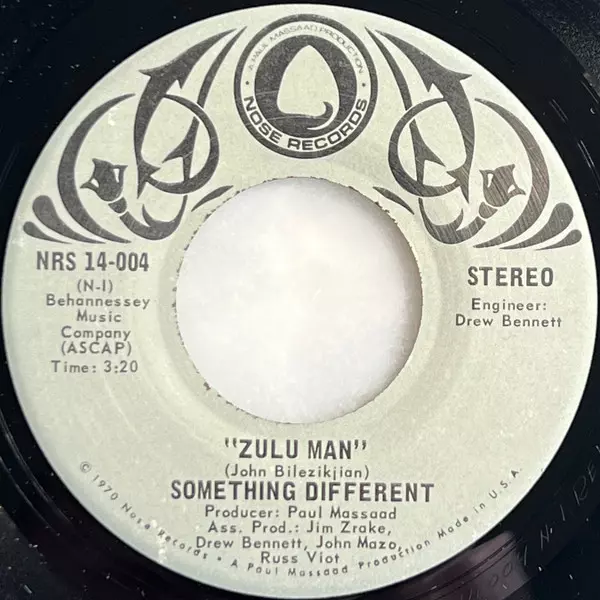 · A PAUL MASSAAD PRODUCTION ·
NOSE RECORDS
NRS 14-004
(N-I)
Behannessey
Music
Company
(ASCAP)
Time: 3:20
STEREO
Engineer:
Drew Bennett
"ZULU MAN"
(John Bilezikjian)
SOMETHING DIFFERENT
Producer: Paul Massaad
Ass. Prod.: Jim Zrake,
Drew Bennett, John Mazo,
Russ Viot
© 1970 Nose Records · A Paul Massaad Production Made in U.S.A.